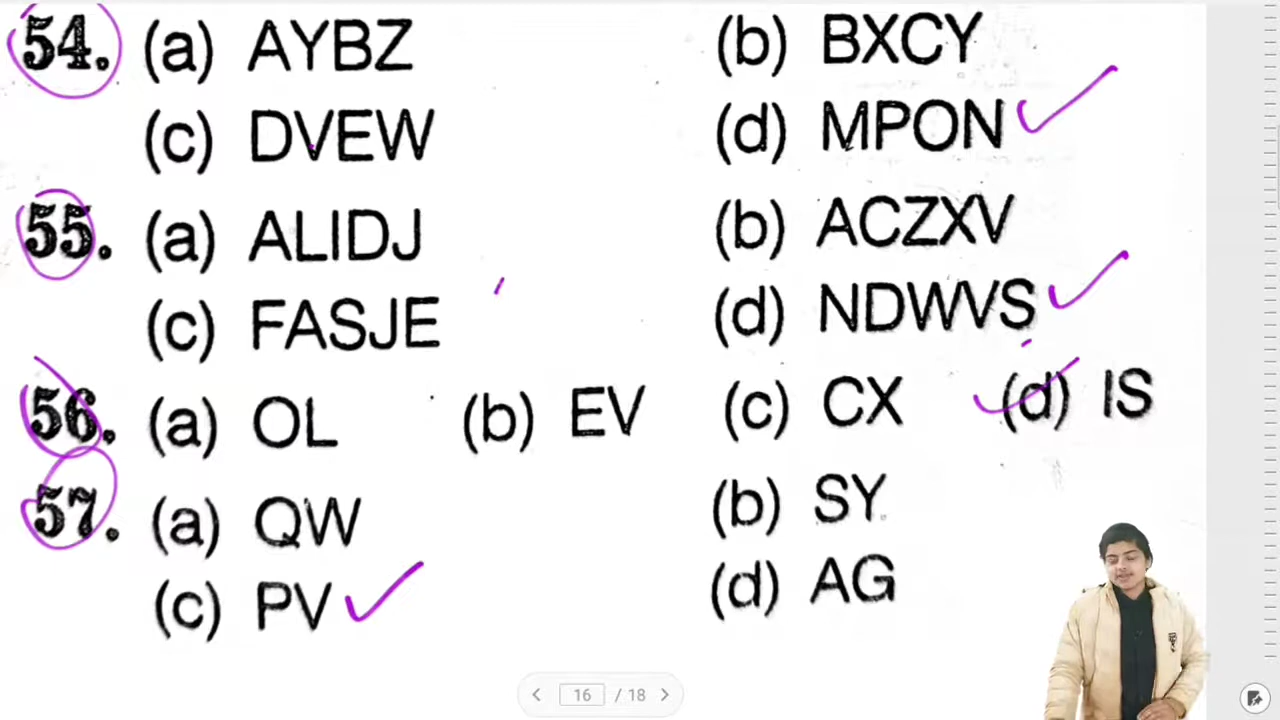 54. (a) AYBZ (b) BXCY
(c) DVEW (d) MPON
55. (a) ALIDJ (b) ACZXV
(c) FASJE (d) NDWVS
56. (a) OL (b) EV (c) CX (d) IS
57. (a) QW (b) SY
(c) PV (d) AG
16 / 18